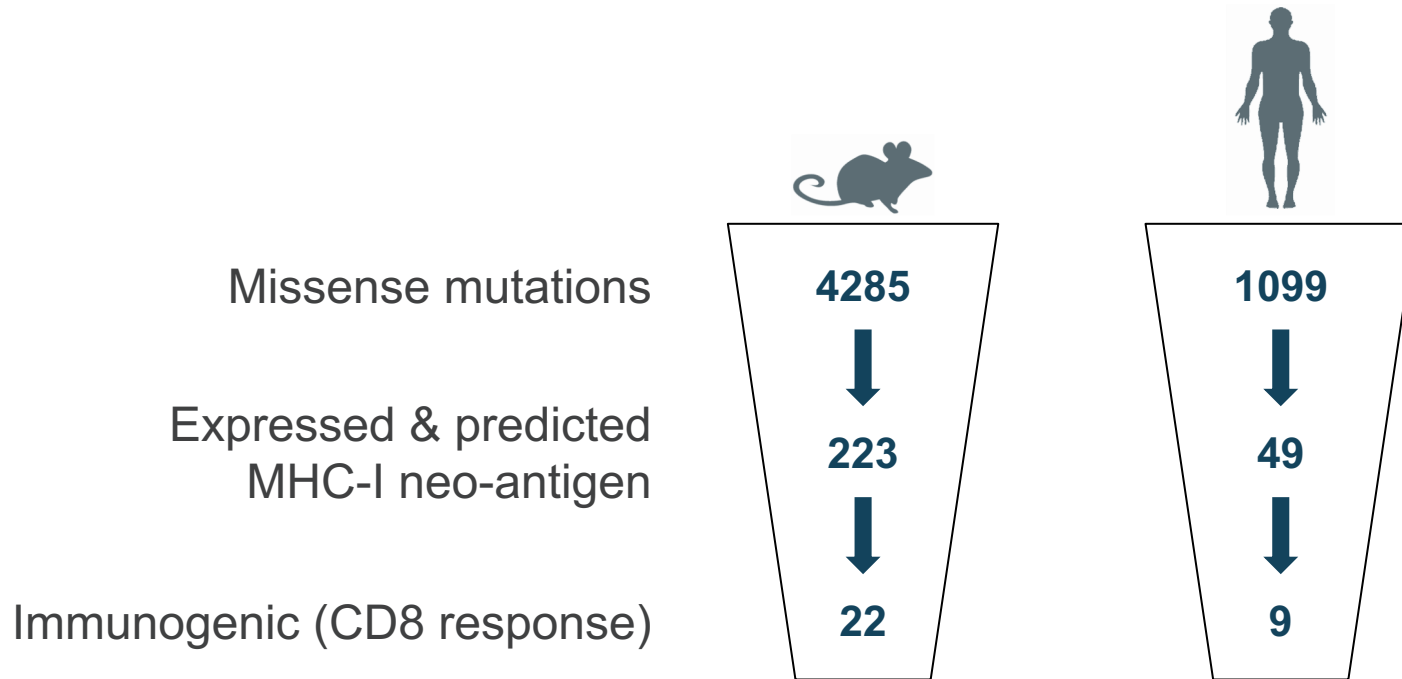 Missense mutations 4285 1099
Expressed & predicted
MHC-I neo-antigen 223 49
Immunogenic (CD8 response) 22 9